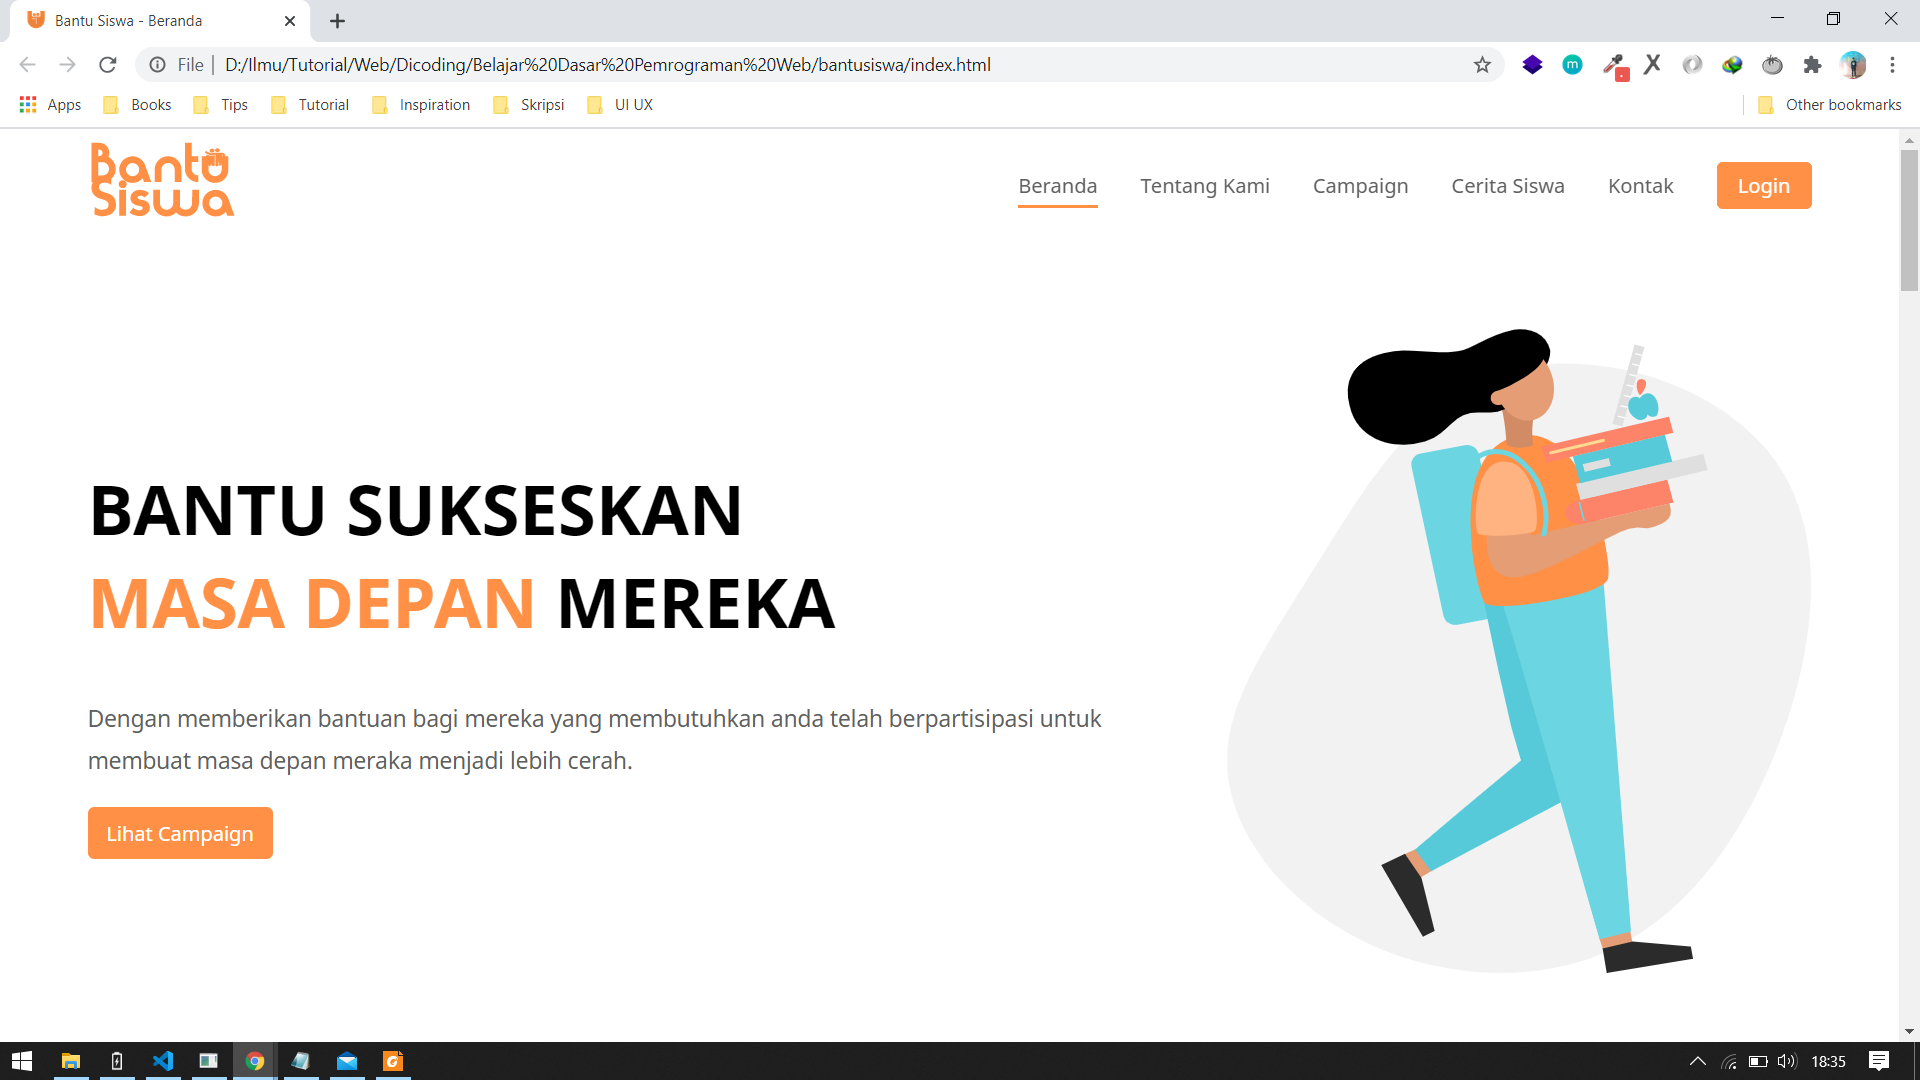 Bantu Siswa - Beranda
File | D:/Ilmu/Tutorial/Web/Dicoding/Belajar%20Dasar%20Pemrograman%20Web/bantusiswa/index.html
m
X
Apps Books Tips Tutorial Inspiration Skripsi UI UX Other bookmarks
Bantu
Siswa
Beranda Tentang Kami Campaign Cerita Siswa Kontak Login
BANTU SUKSESKAN
MASA DEPAN MEREKA
Dengan memberikan bantuan bagi mereka yang membutuhkan anda telah berpartisipasi untuk
membuat masa depan meraka menjadi lebih cerah.
Lihat Campaign
18:35